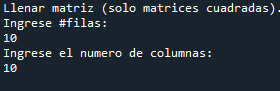 Llenar matriz (solo matrices cuadradas).
Ingrese #filas:
10
Ingrese el numero de columnas:
10